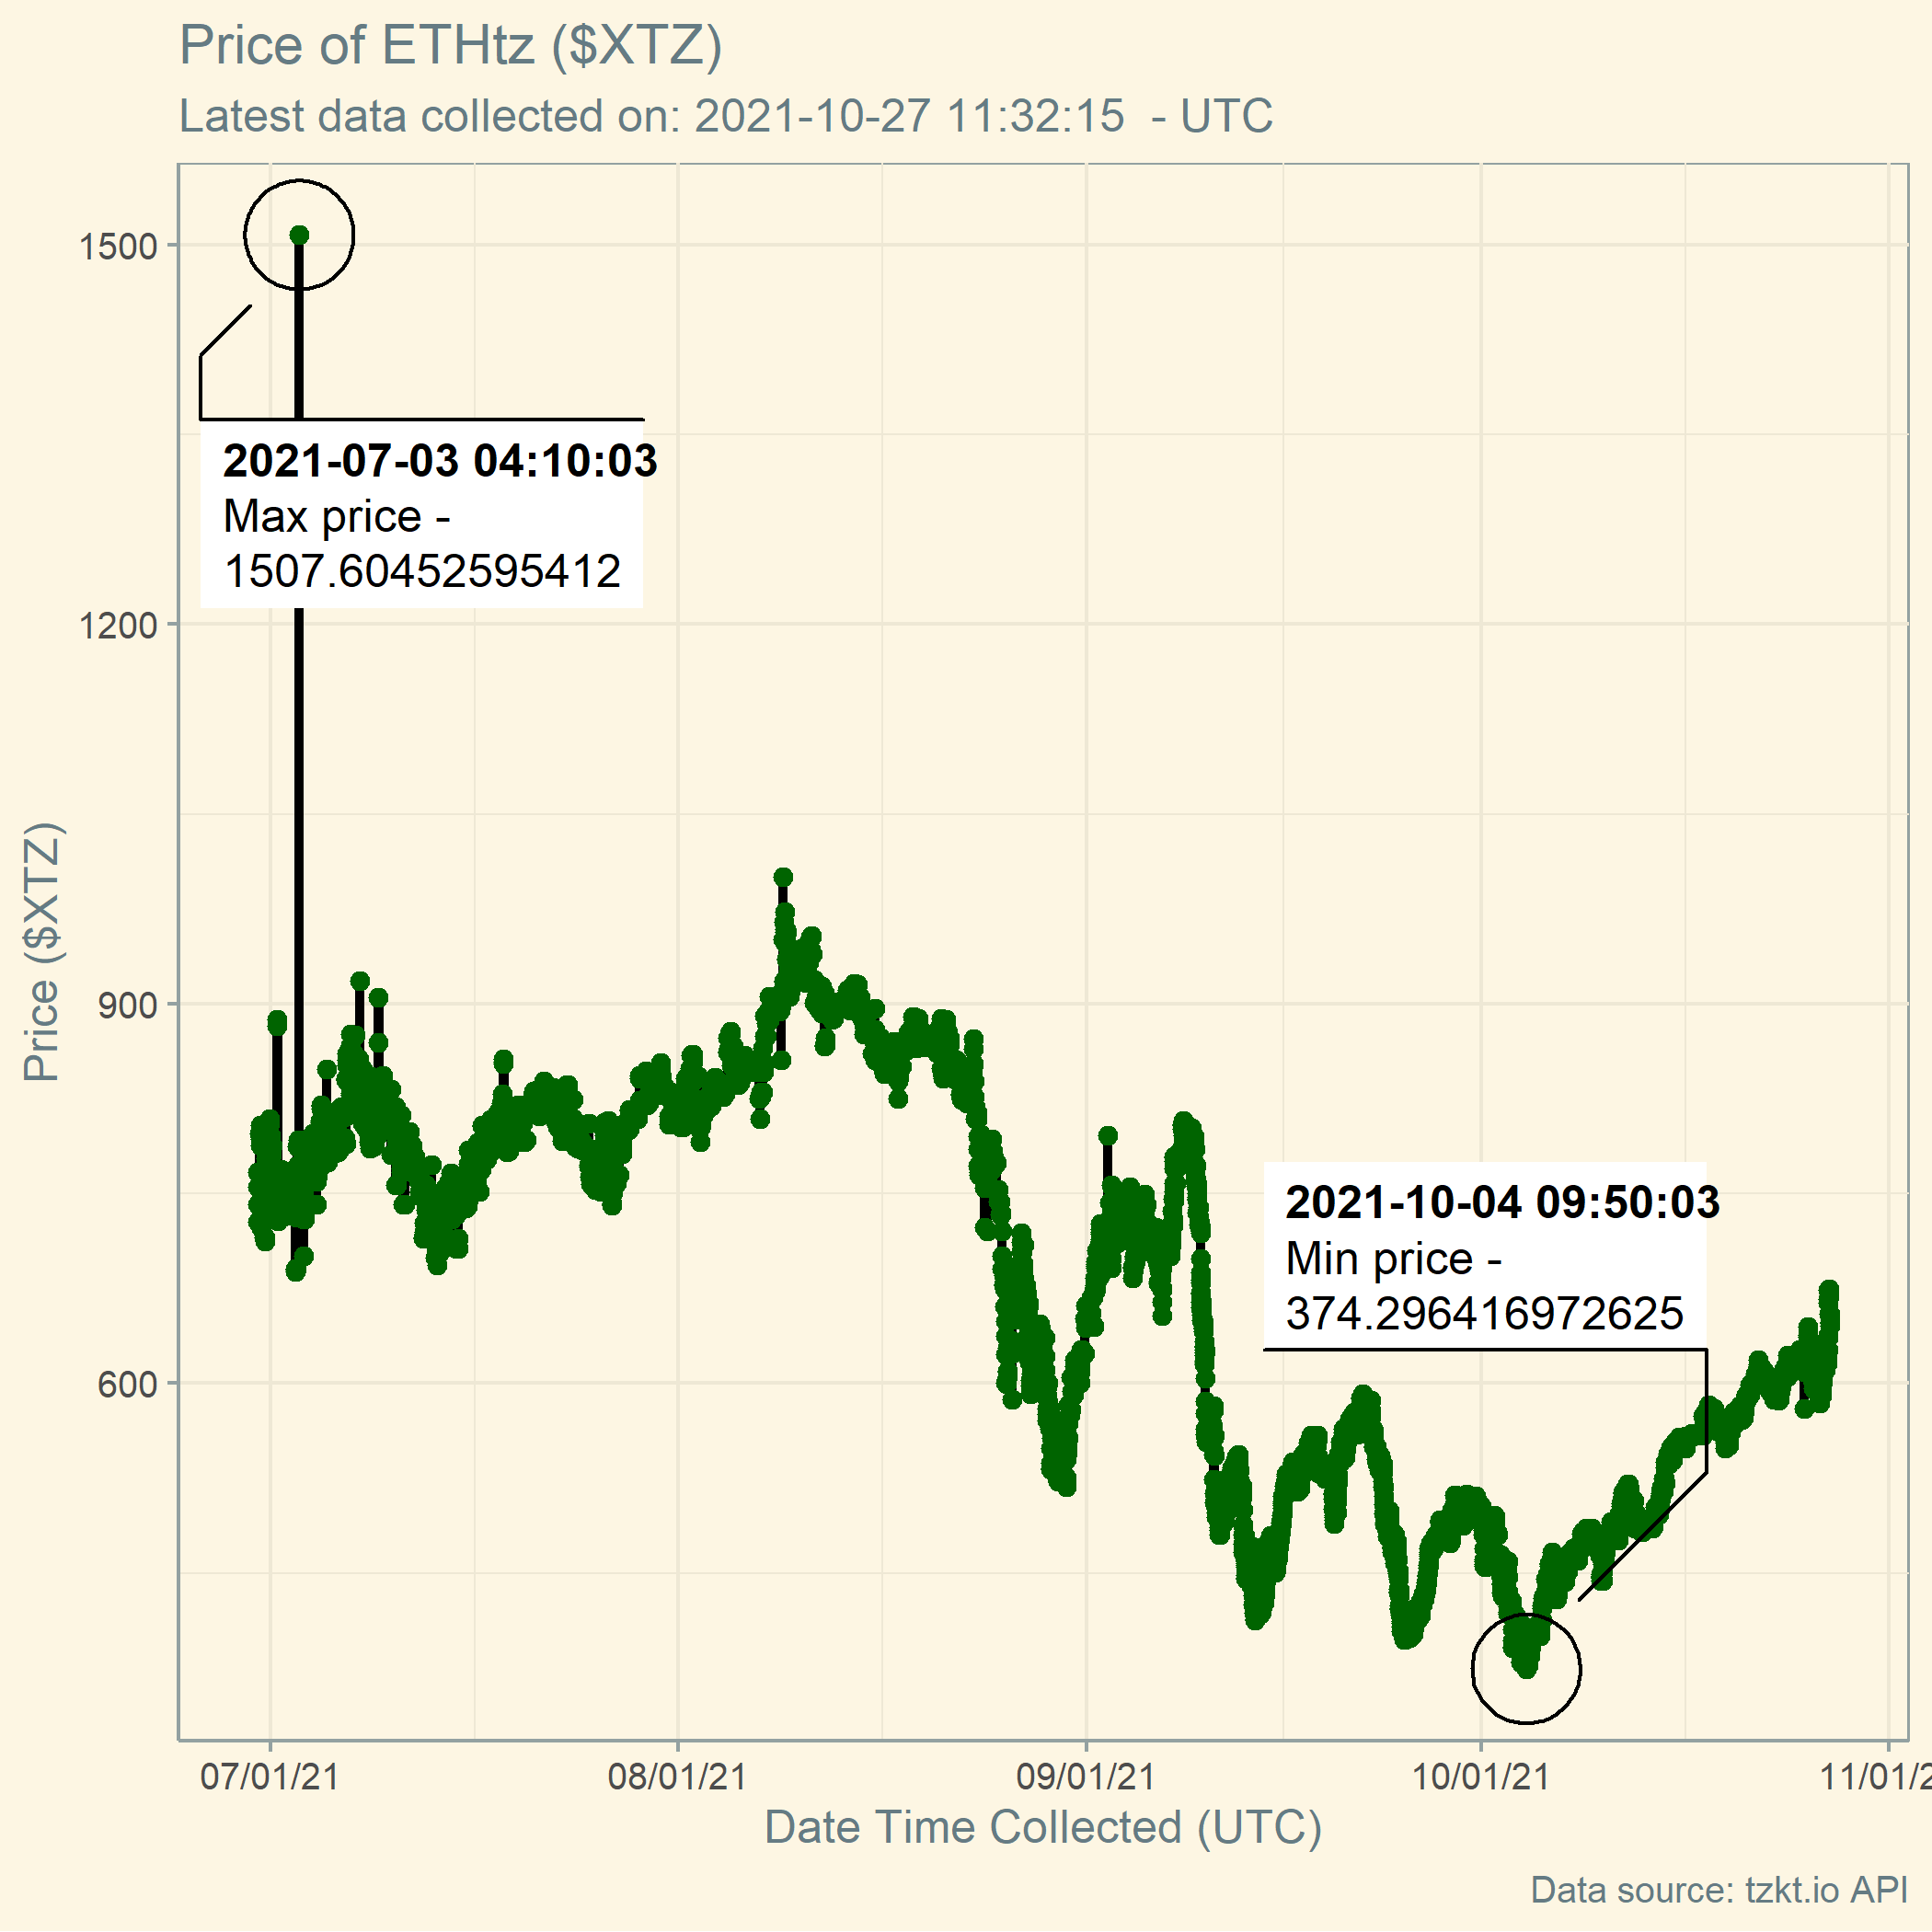 Price of ETHtz ($XTZ)
Latest data collected on: 2021-10-27 11:32:15  - UTC
1500
1200
900
600
Price ($XTZ)
2021-07-03 04:10:03
Max price -
1507.60452595412
2021-10-04 09:50:03
Min price -
374.296416972625
07/01/21 08/01/21 09/01/21 10/01/21 11/01/2
Date Time Collected (UTC)
Data source: tzkt.io API